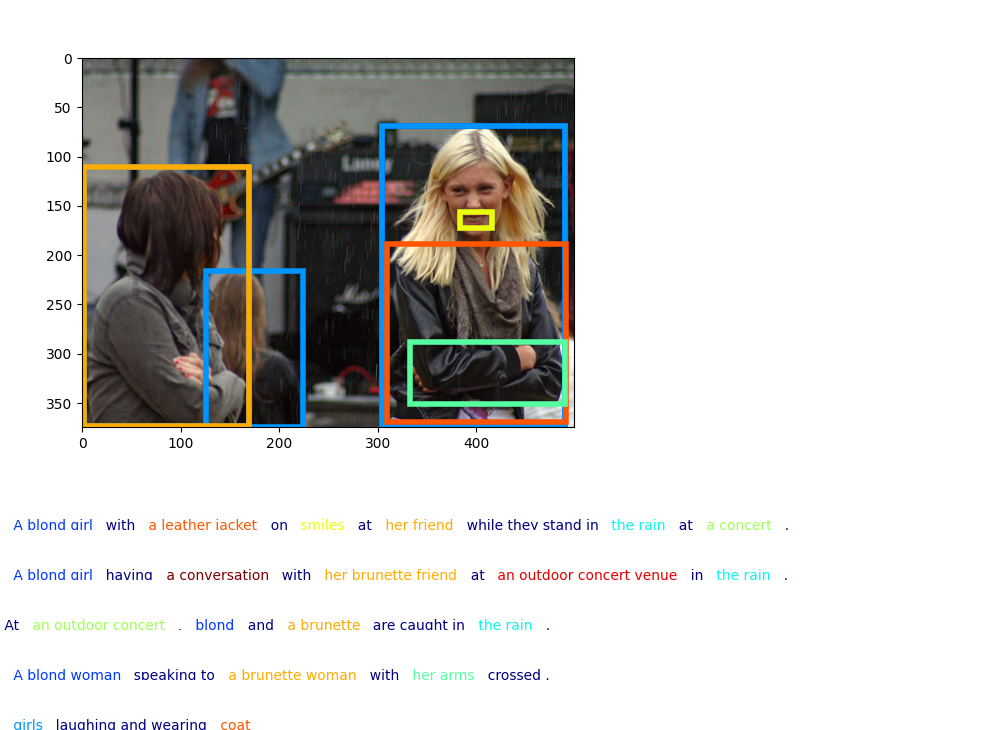 0
50
100
150
200
250
300
350
0 100 200 300 400
A blond girl with a leather jacket on smiles at her friend while they stand in the rain at a concert .
A blond girl having a conversation with her brunette friend at an outdoor concert venue in the rain .
At an outdoor concert . blond and a brunette are caught in the rain .
A blond woman speaking to a brunette woman with her arms crossed .
girls laughing and wearing coat